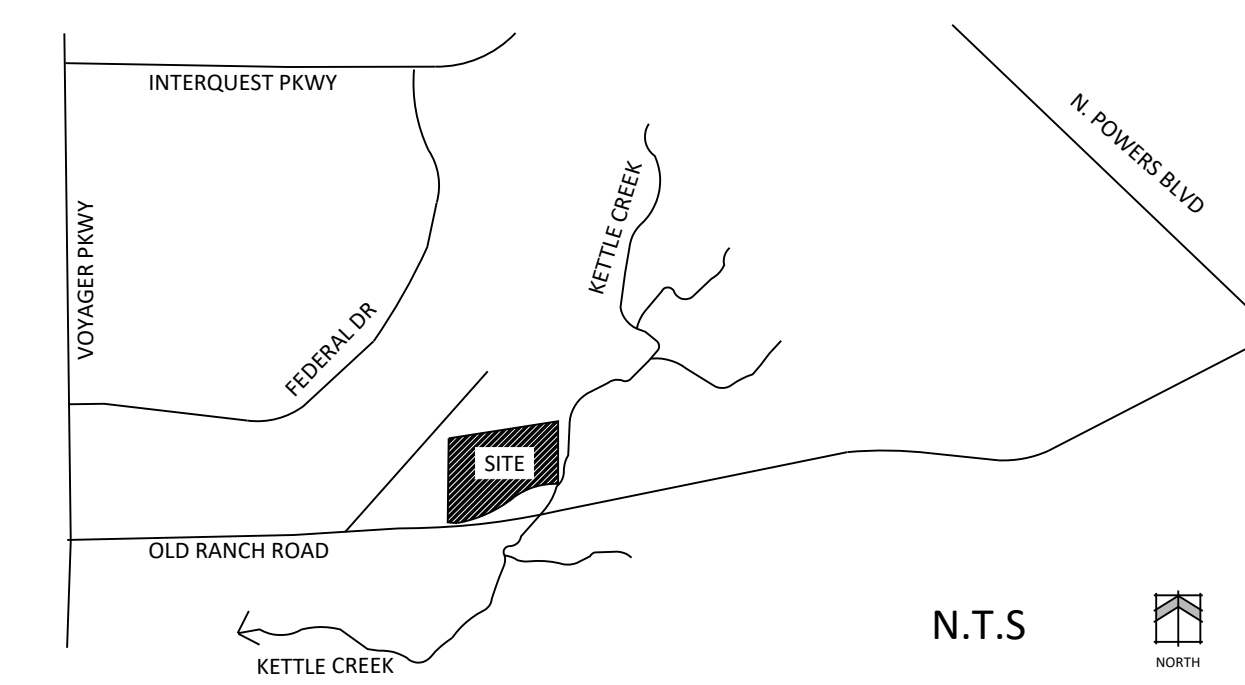 INTERQUEST PKWY
N. POWERS BLVD
KETTLE CREEK
VOYAGER PKWY
FEDERAL DR
SITE
OLD RANCH ROAD
N.T.S
NORTH
KETTLE CREEK